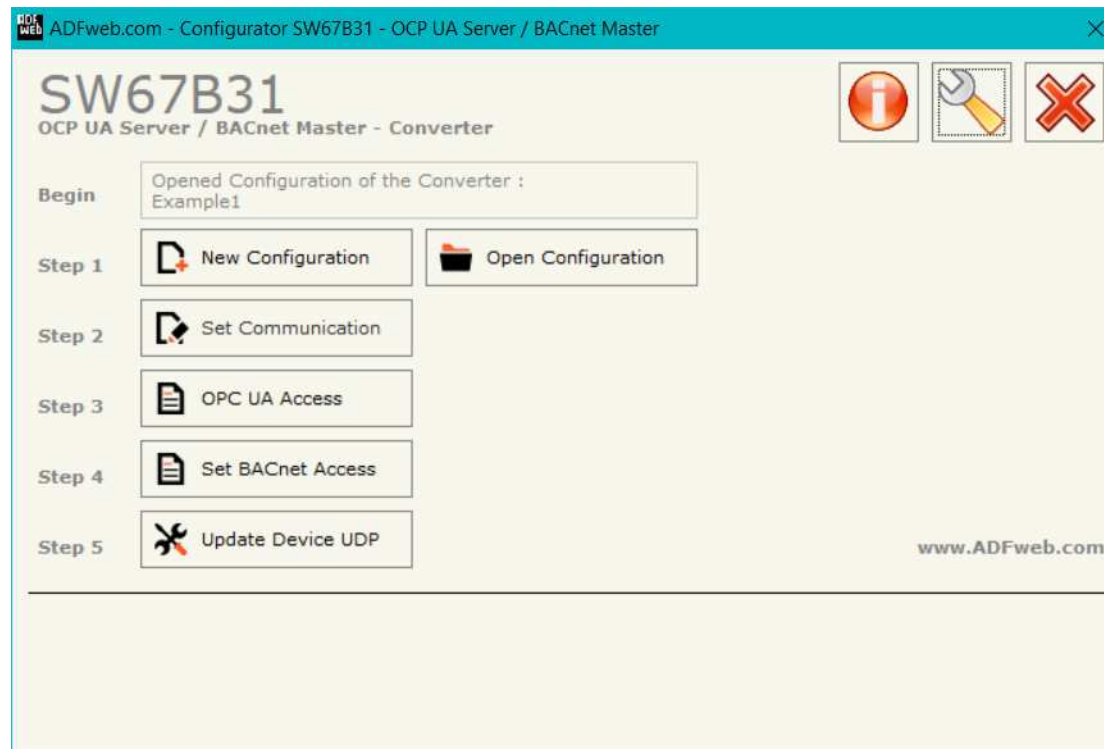 ADF
WEB
ADFweb.com - Configurator SW67B31 - OCP UA Server / BACnet Master
SW67B31
OCP UA Server / BACnet Master - Converter
Begin
Opened Configuration of the Converter :
Example1
Step 1
New Configuration
Open Configuration
Step 2
Set Communication
Step 3
OPC UA Access
Step 4
Set BACnet Access
Step 5
Update Device UDP
www.ADFweb.com